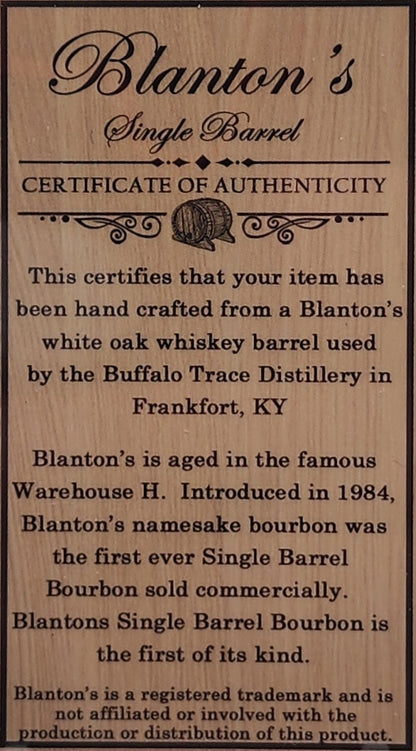 Blanton's
Single Barrel
CERTIFICATE OF AUTHENTICITY
This certifies that your item has
been hand crafted from a Blanton's
white oak whiskey barrel used
by the Buffalo Trace Distillery in
Frankfort, KY
Blanton's is aged in the famous
Warehouse H. Introduced in 1984,
Blanton's namesake bourbon was
the first ever Single Barrel
Bourbon sold commercially.
Blantons Single Barrel Bourbon is
the first of its kind.
Blanton's is a registered trademark and is
not affiliated or involved with the
production or distribution of this product.